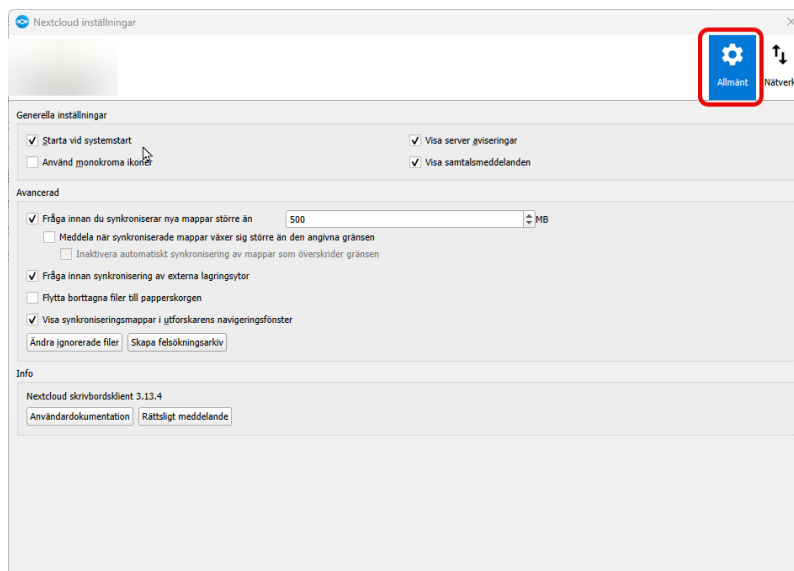 Nextcloud inställningar
Allmänt
Nätverk
Generella inställningar
Starta vid systemstart
Visa server aviseringar
Använd monokroma ikoner
Visa samtalsmeddelanden
Avancerad
Fråga innan du synkroniserar nya mappar större än 500 MB
Meddela när synkroniserade mappar växer sig större än den angivna gränsen
Inaktivera automatiskt synkronisering av mappar som överskrider gränsen
Fråga innan synkronisering av externa lagringsytor
Flytta borttagna filer till papperskorgen
Visa synkroniseringsmappar i utforskarens navigeringsfönster
Ändra ignorerade filer Skapa felsökningsarkiv
Info
Nextcloud skrivbordsklient 3.13.4
Användardokumentation Rättsligt meddelande